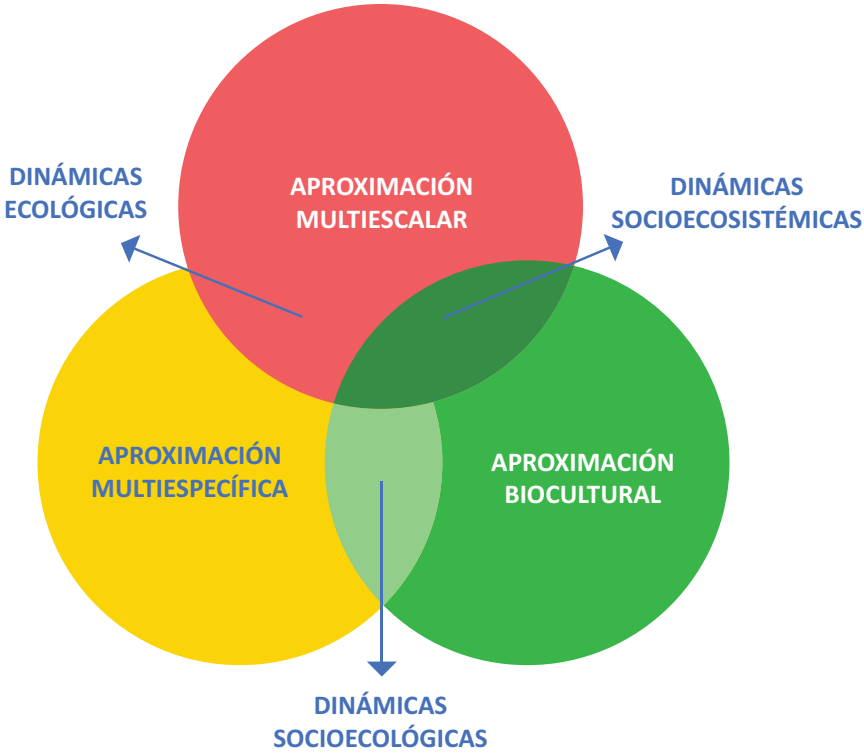 APROXIMACIÓN
MULTIESCALAR
DINÁMICAS
ECOLÓGICAS
DINÁMICAS
SOCIOECOSISTÉMICAS
APROXIMACIÓN
MULTIESPECÍFICA
APROXIMACIÓN
BIOCULTURAL
DINÁMICAS
SOCIOECOLÓGICAS